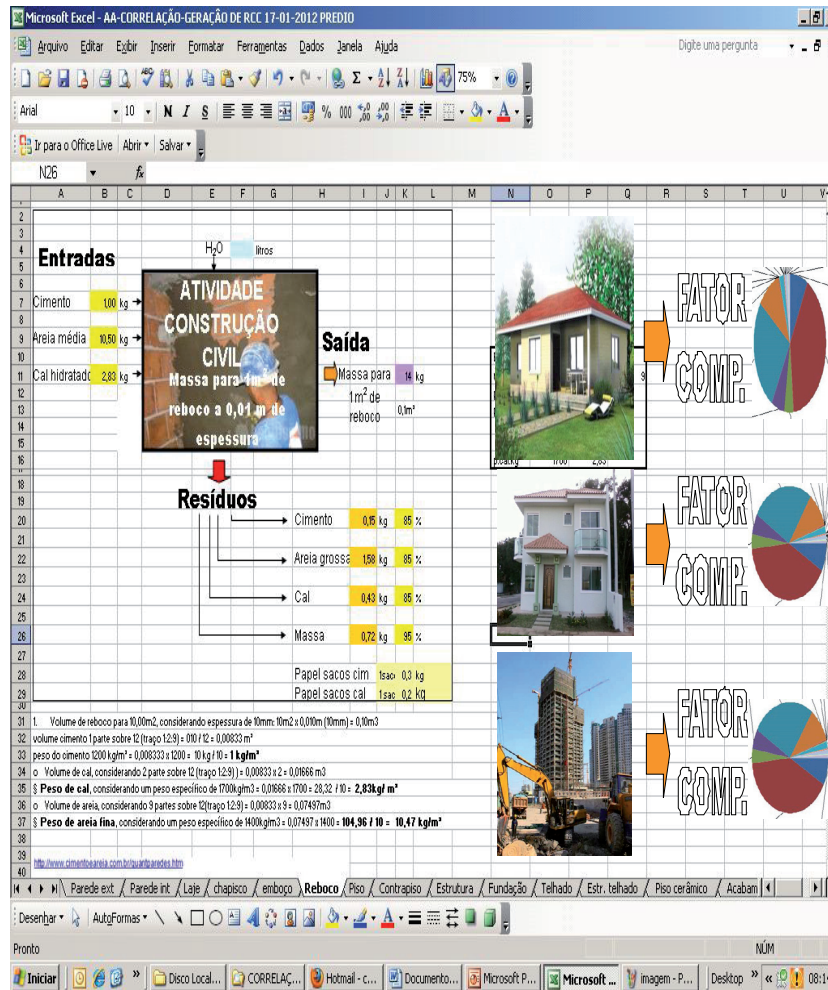 Microsoft Excel - AA-CORRELAÇÃO-GERAÇÃO DE RCC 17-01-2012 PREDIO
Arquivo Editar Exibir Inserir Formatar Ferramentas Dados Janela Ajuda
Digite uma pergunta
75%
Arial 10 N I S % 000
Ir para o Office Live Abrir Salvar
N26 fx
A B C D E F G H I J K L M N O P Q R S T U V
Entradas
H2O litros
Cimento 1,00 kg
Areia média 10,50 kg
Cal hidratado 2,83 kg
ATIVIDADE
CONSTRUÇÃO
CIVIL
Massa para 1m² de
reboco a 0,01 m de
espessura
Saída
Massa para 14 kg
1m² de
reboco 0,1m³
Resíduos
Cimento 0,15 kg 85 %
Areia grossa 1,58 kg 85 %
Cal 0,43 kg 85 %
Massa 0,72 kg 95 %
Papel sacos cim 1sac 0,3 kg
Papel sacos cal 1sac 0,2 kg
FATOR
COMP.
FATOR
COMP.
FATOR
COMP.
9
1700 2,83
1. Volume de reboco para 10,00m2, considerando espessura de 10mm: 10m2 x 0,010m (10mm) = 0,10m3
volume cimento 1 parte sobre 12 (traço 1:2:9) = 010 / 12 = 0,00833 m³
peso do cimento 1200 kg/m³ = 0,008333 x 1200 = 10 kg / 10 = 1 kg/m²
o Volume de cal, considerando 2 parte sobre 12 (traço 1:2:9) ) = 0,00833 x 2 = 0,01666 m3
§ Peso de cal, considerando um peso específico de 1700kg/m3 = 0,01666 x 1700 = 28,32 / 10 = 2,83kg/ m²
o Volume de areia, considerando 9 partes sobre 12(traço 1:2:9) = 0,00833 x 9 = 0,07497m3
§ Peso de areia fina, considerando um peso específico de 1400kg/m3 = 0,07497 x 1400 = 104,96 / 10 = 10,47 kg/m²
http://www.cimentoeareia.com.br/quantparedes.htm
Parede ext Parede int Laje chapisco emboço Reboco Piso Contrapiso Estrutura Fundação Telhado Estr. telhado Piso cerâmico Acabam
Desenhar AutoFormas
Pronto NÚM
Iniciar Disco Local... CORRELAÇ... Hotmail - c... Documento... Microsoft P... Microsoft ... imagem - P... Desktop 08:1